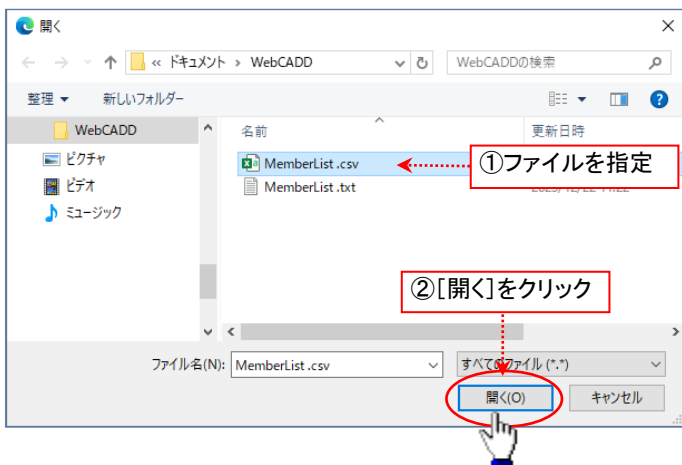 開く
« ドキュメント › WebCADD
WebCADDの検索
整理 ▼ 新しいフォルダー
WebCADD
ピクチャ
ビデオ
ミュージック
名前 更新日時
MemberList .csv
①ファイルを指定
MemberList .txt
②[開く]をクリック
ファイル名(N): MemberList .csv
すべてのファイル (*.*)
開く(O) キャンセル